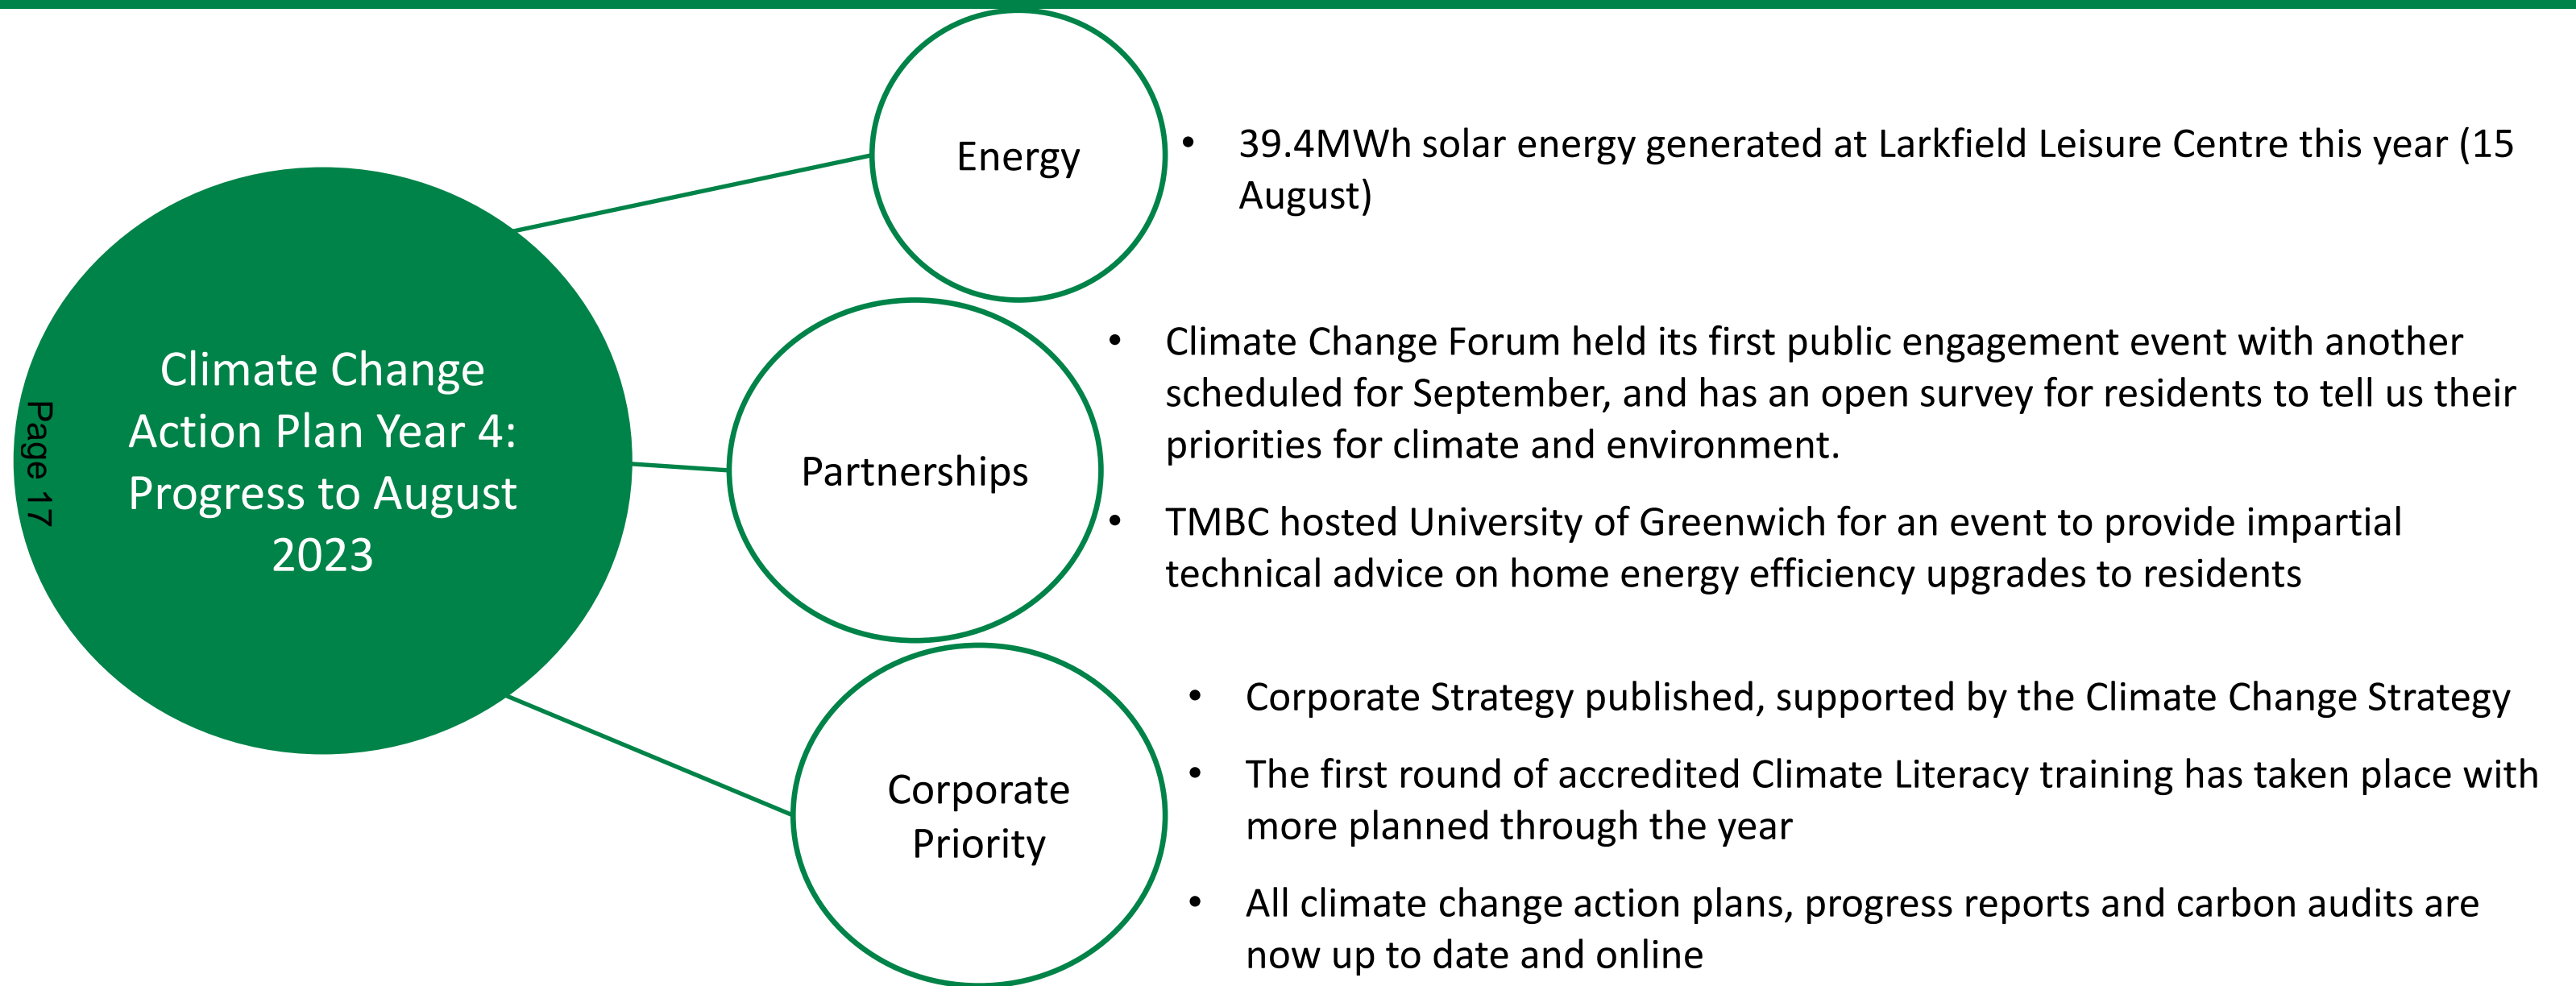 Climate Change
Action Plan Year 4:
Progress to August
2023
Page 17
Energy
• 39.4MWh solar energy generated at Larkfield Leisure Centre this year (15
August)
Partnerships
• Climate Change Forum held its first public engagement event with another
scheduled for September, and has an open survey for residents to tell us their
priorities for climate and environment.
• TMBC hosted University of Greenwich for an event to provide impartial
technical advice on home energy efficiency upgrades to residents
Corporate
Priority
• Corporate Strategy published, supported by the Climate Change Strategy
• The first round of accredited Climate Literacy training has taken place with
more planned through the year
• All climate change action plans, progress reports and carbon audits are
now up to date and online